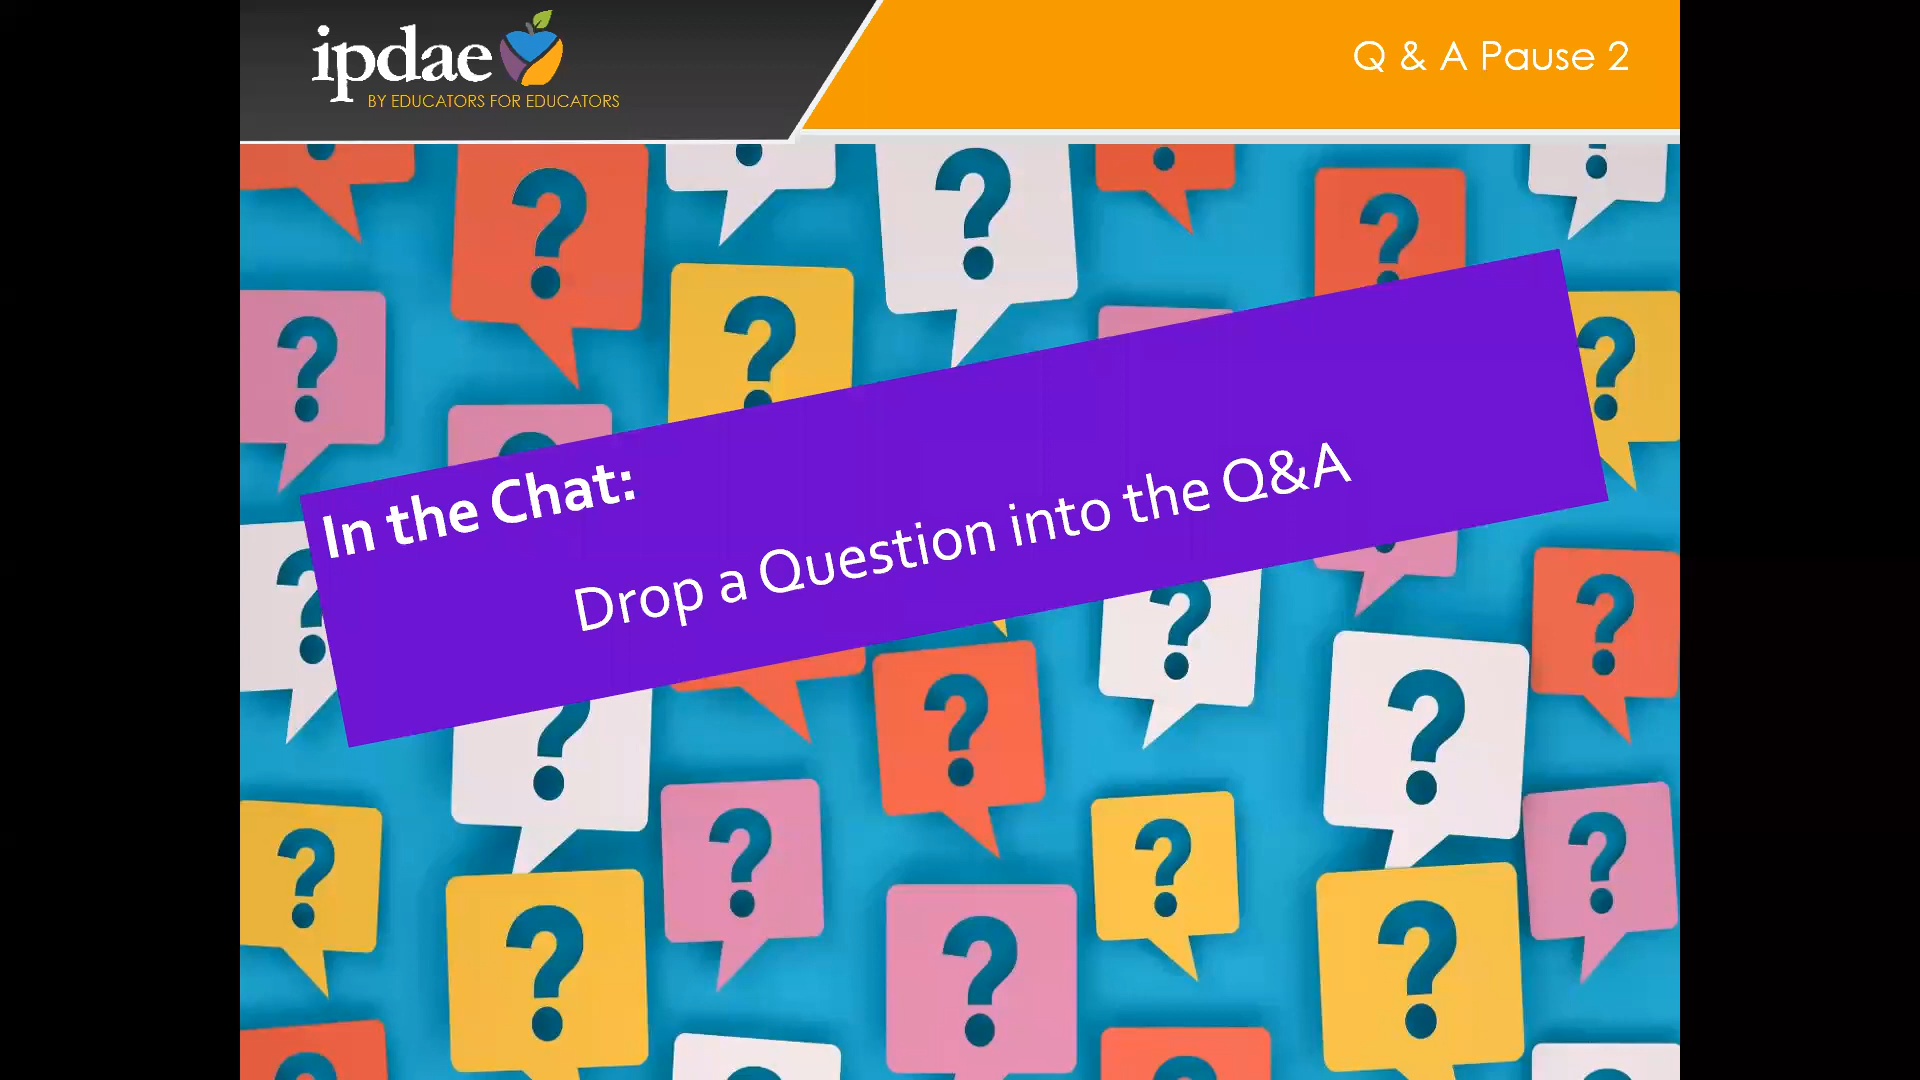 ipdae
BY EDUCATORS FOR EDUCATORS
Q & A Pause 2
In the Chat:
Drop a Question into the Q&A